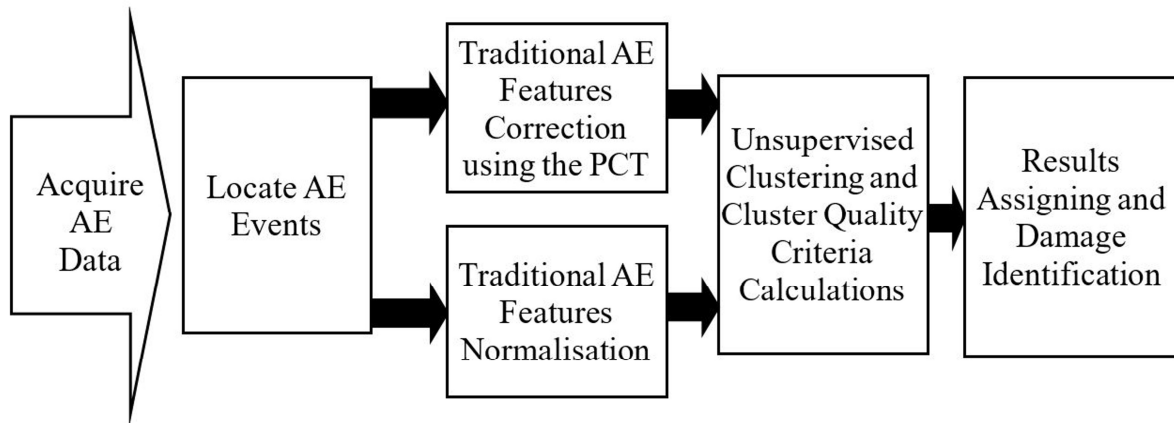 Acquire
AE
Data
Locate AE
Events
Traditional AE
Features
Correction
using the PCT
Traditional AE
Features
Normalisation
Unsupervised
Clustering and
Cluster Quality
Criteria
Calculations
Results
Assigning and
Damage
Identification